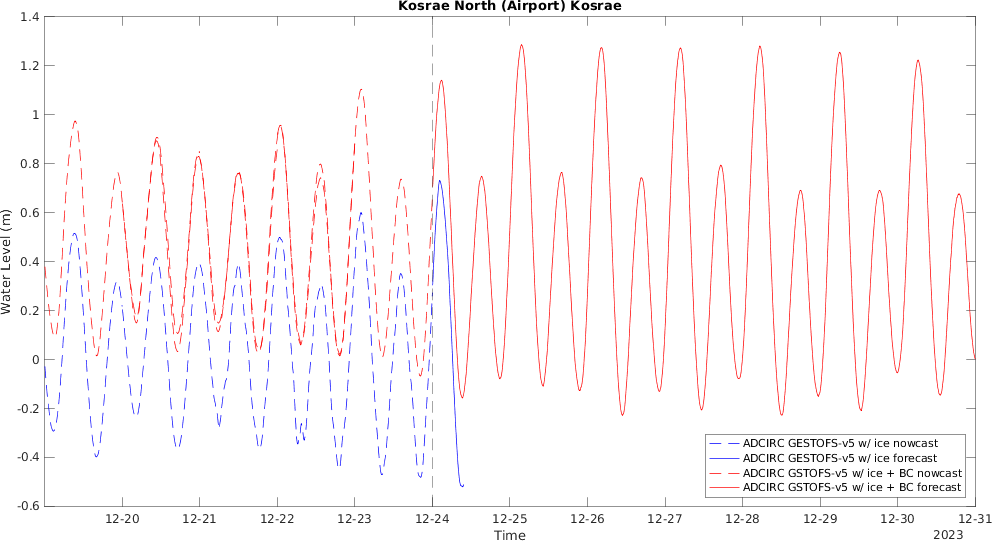 Kosrae North (Airport) Kosrae
1.4
1.2
1
0.8
0.6
0.4
0.2
0
-0.2
-0.4
-0.6
Water Level (m)
ADCIRC GESTOFS-v5 w/ ice nowcast
ADCIRC GESTOFS-v5 w/ ice forecast
ADCIRC GSTOFS-v5 w/ ice + BC nowcast
ADCIRC GSTOFS-v5 w/ ice + BC forecast
12-20 12-21 12-22 12-23 12-24 12-25 12-26 12-27 12-28 12-29 12-30 12-31
Time
2023